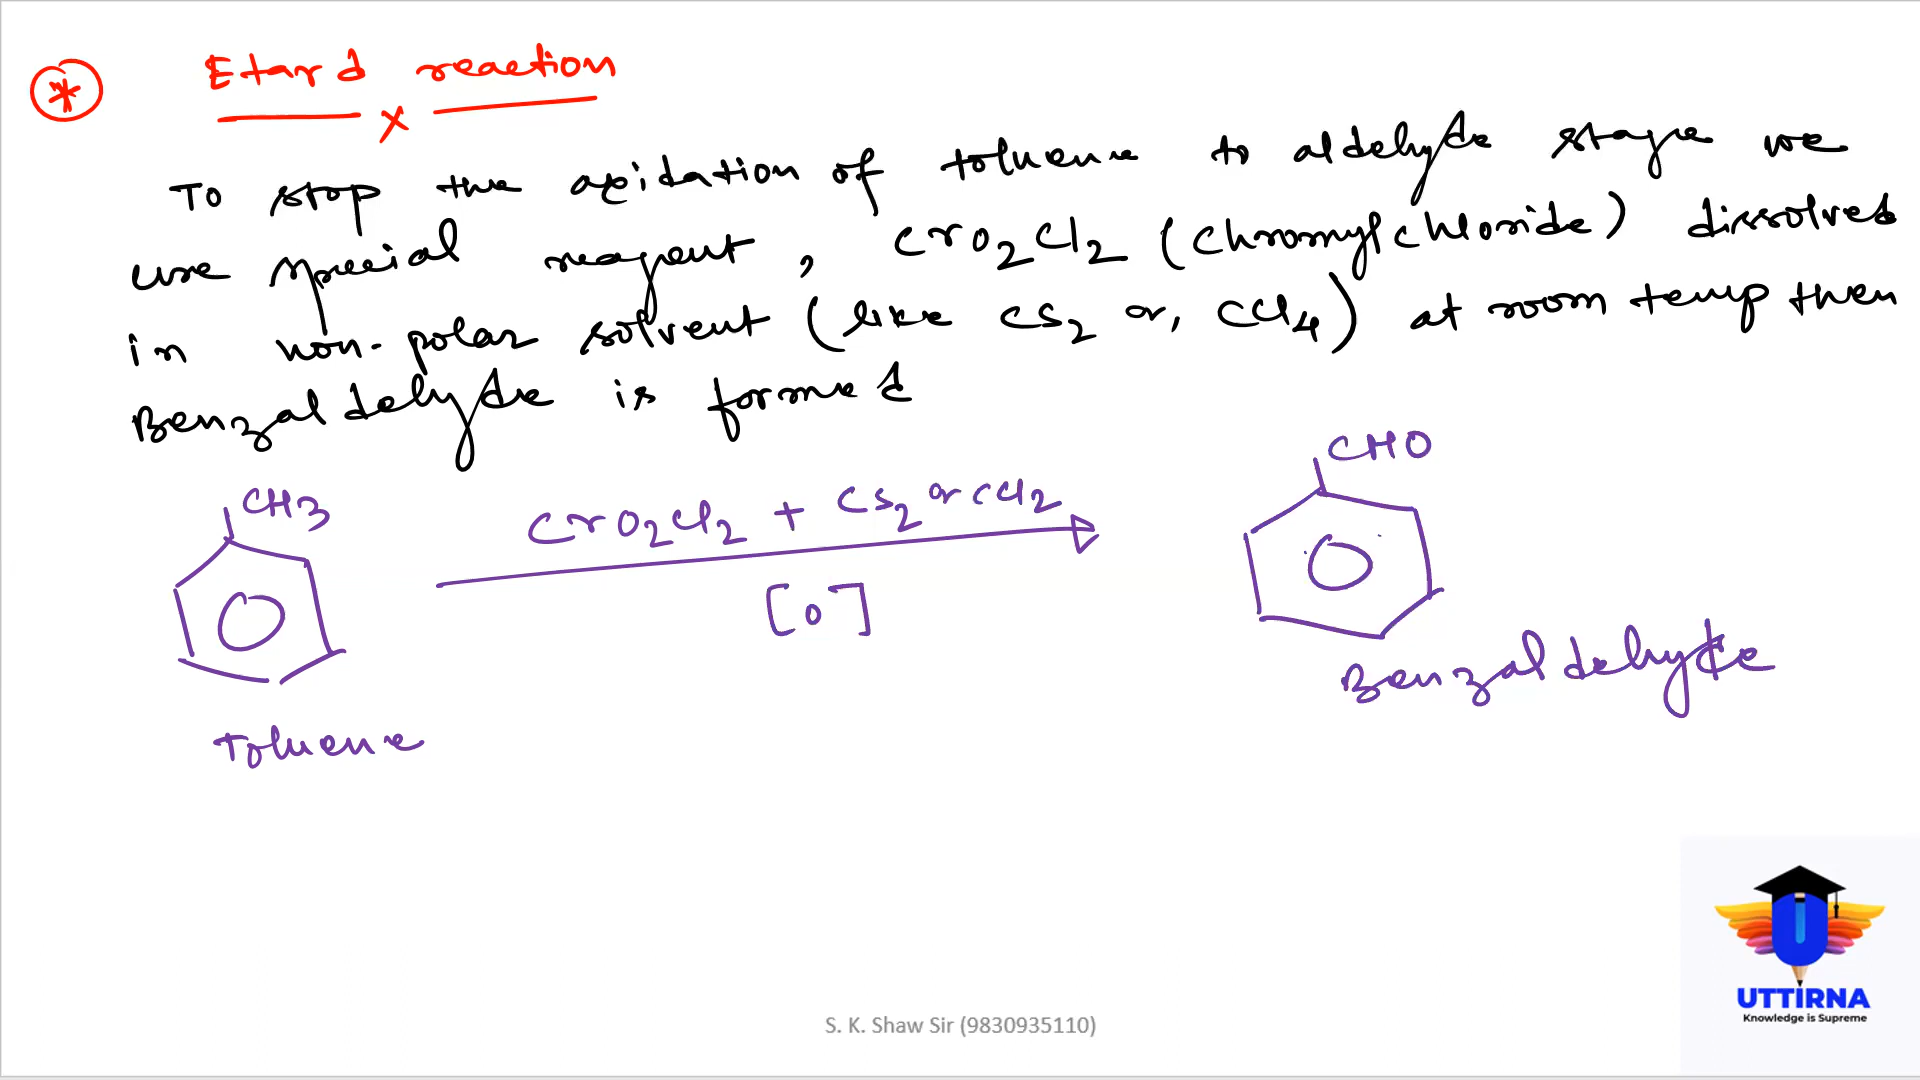 * Etard reaction
x
To stop the oxidation of toluene to aldehyde stage we
use special reagent, CrO2Cl2 (Chromyl chloride) dissolved
in non-polar solvent (like CS2 or, CCl4) at room temp then
Benzaldehyde is formed
CH3
CrO2Cl2 + CS2 or CCl2
[O]
CHO
Benzaldehyde
Toluene
UTTIRNA
Knowledge is Supreme
S. K. Shaw Sir (9830935110)